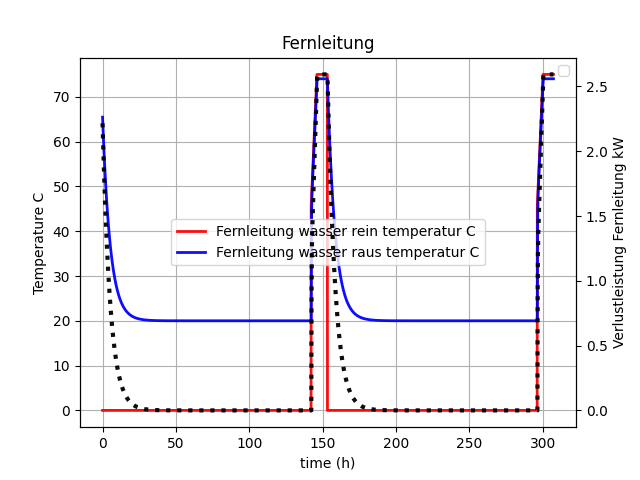 Fernleitung
70
60
50
40
30
20
10
0
Temperature C
2.5
2.0
1.5
1.0
0.5
0.0
Verlustleistung Fernleitung kW
Fernleitung wasser rein temperatur C
Fernleitung wasser raus temperatur C
0 50 100 150 200 250 300
time (h)